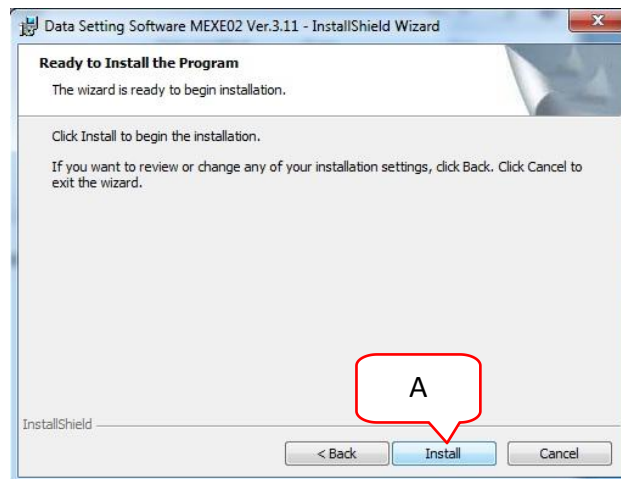 Data Setting Software MEXE02 Ver.3.11 - InstallShield Wizard
Ready to Install the Program
The wizard is ready to begin installation.
Click Install to begin the installation.
If you want to review or change any of your installation settings, click Back. Click Cancel to
exit the wizard.
A
InstallShield
< Back Install Cancel